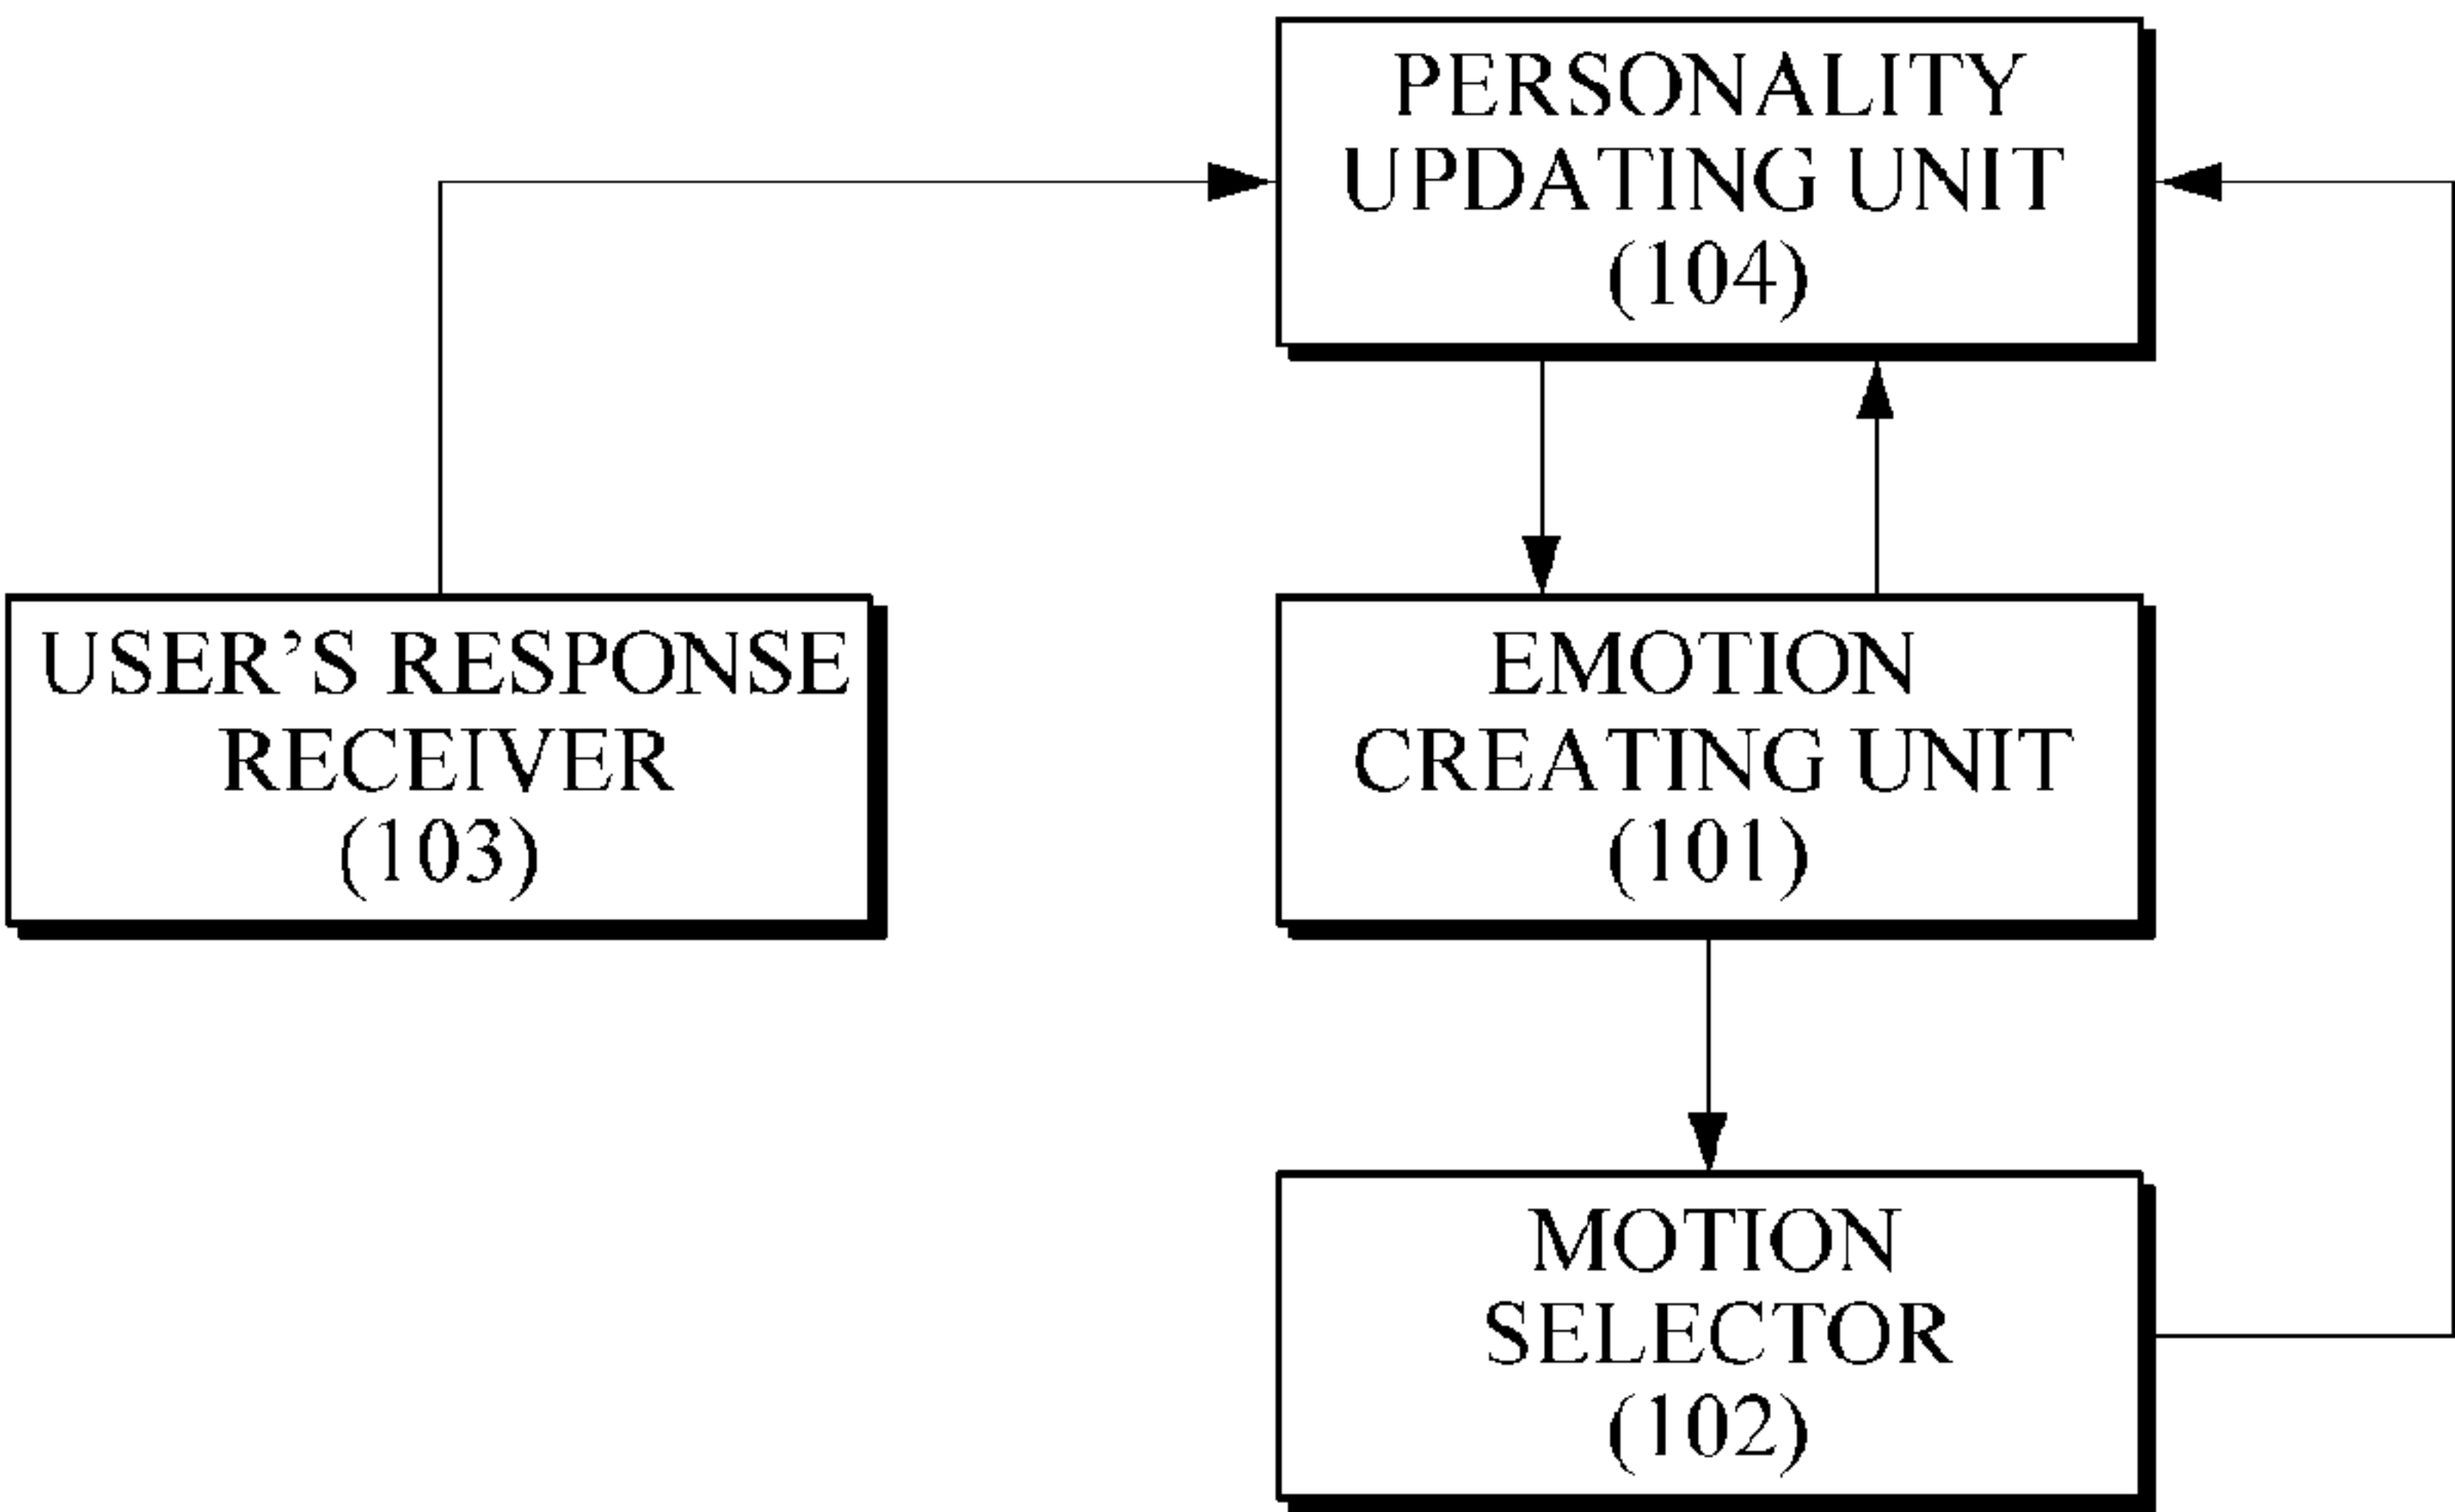 PERSONALITY
UPDATING UNIT
(104)
USER’S RESPONSE
RECEIVER
(103)
EMOTION
CREATING UNIT
(101)
MOTION
SELECTOR
(102)